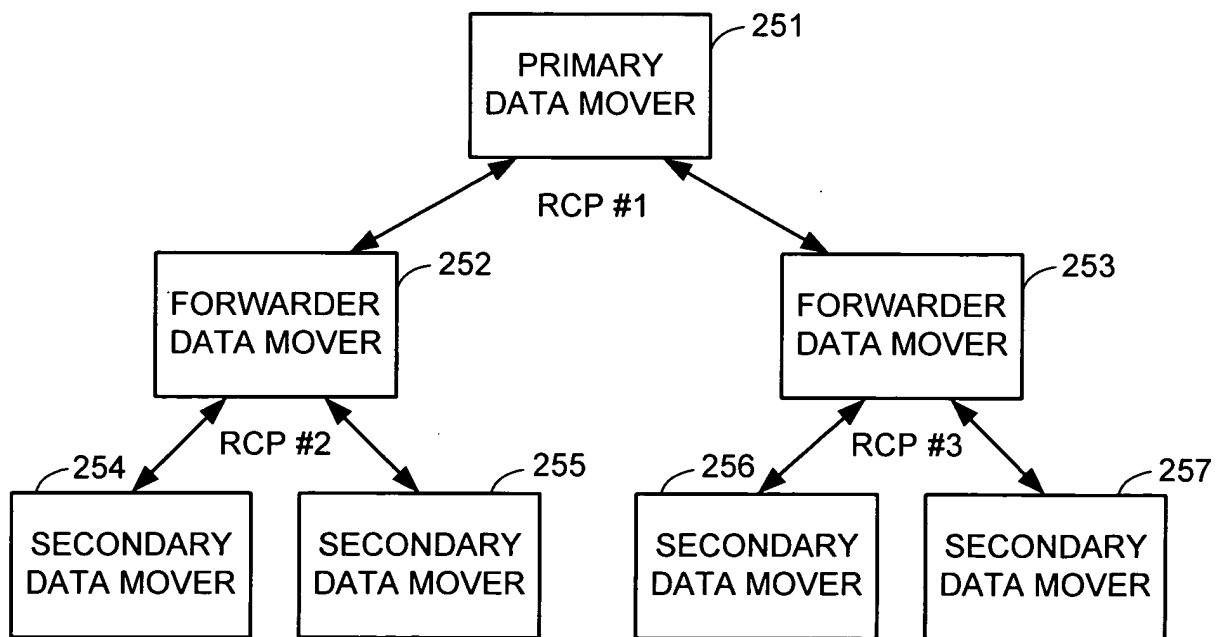 251
PRIMARY
DATA MOVER
RCP #1
252
FORWARDER
DATA MOVER
253
FORWARDER
DATA MOVER
RCP #2
RCP #3
254
SECONDARY
DATA MOVER
255
SECONDARY
DATA MOVER
256
SECONDARY
DATA MOVER
257
SECONDARY
DATA MOVER